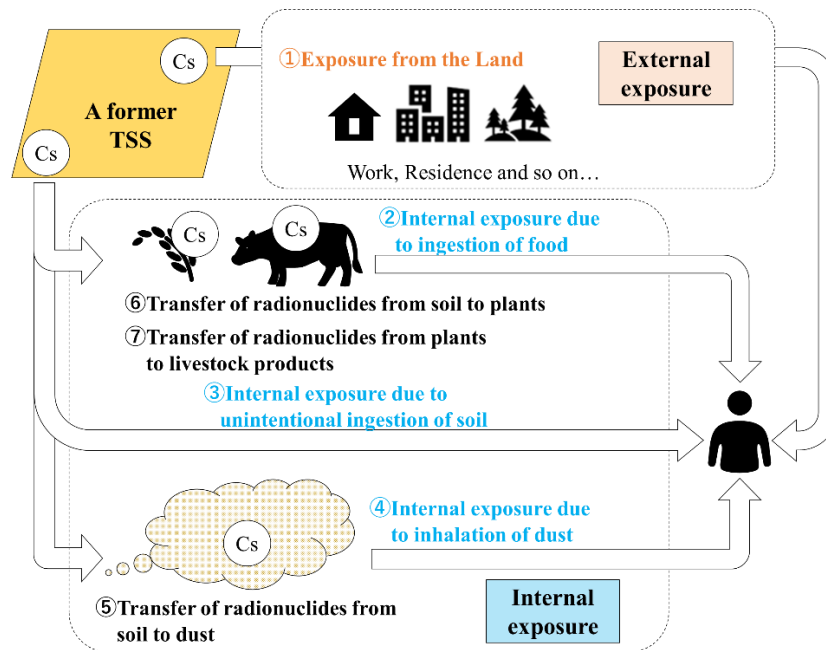 Cs
A former
TSS
Cs
①Exposure from the Land
External
exposure
Work, Residence and so on…
Cs
Cs
②Internal exposure due
to ingestion of food
⑥Transfer of radionuclides from soil to plants
⑦Transfer of radionuclides from plants
to livestock products
③Internal exposure due to
unintentional ingestion of soil
Cs
④Internal exposure due
to inhalation of dust
⑤Transfer of radionuclides from
soil to dust
Internal
exposure